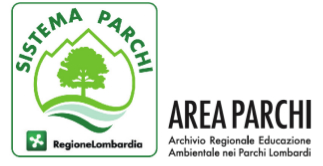 SISTEMA PARCHI
RegioneLombardia
AREA PARCHI
Archivio Regionale Educazione
Ambientale nei Parchi Lombardi